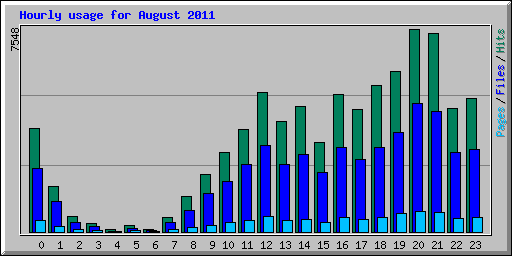 Hourly usage for August 2011
7548
Pages / Files / Hits
0 1 2 3 4 5 6 7 8 9 10 11 12 13 14 15 16 17 18 19 20 21 22 23